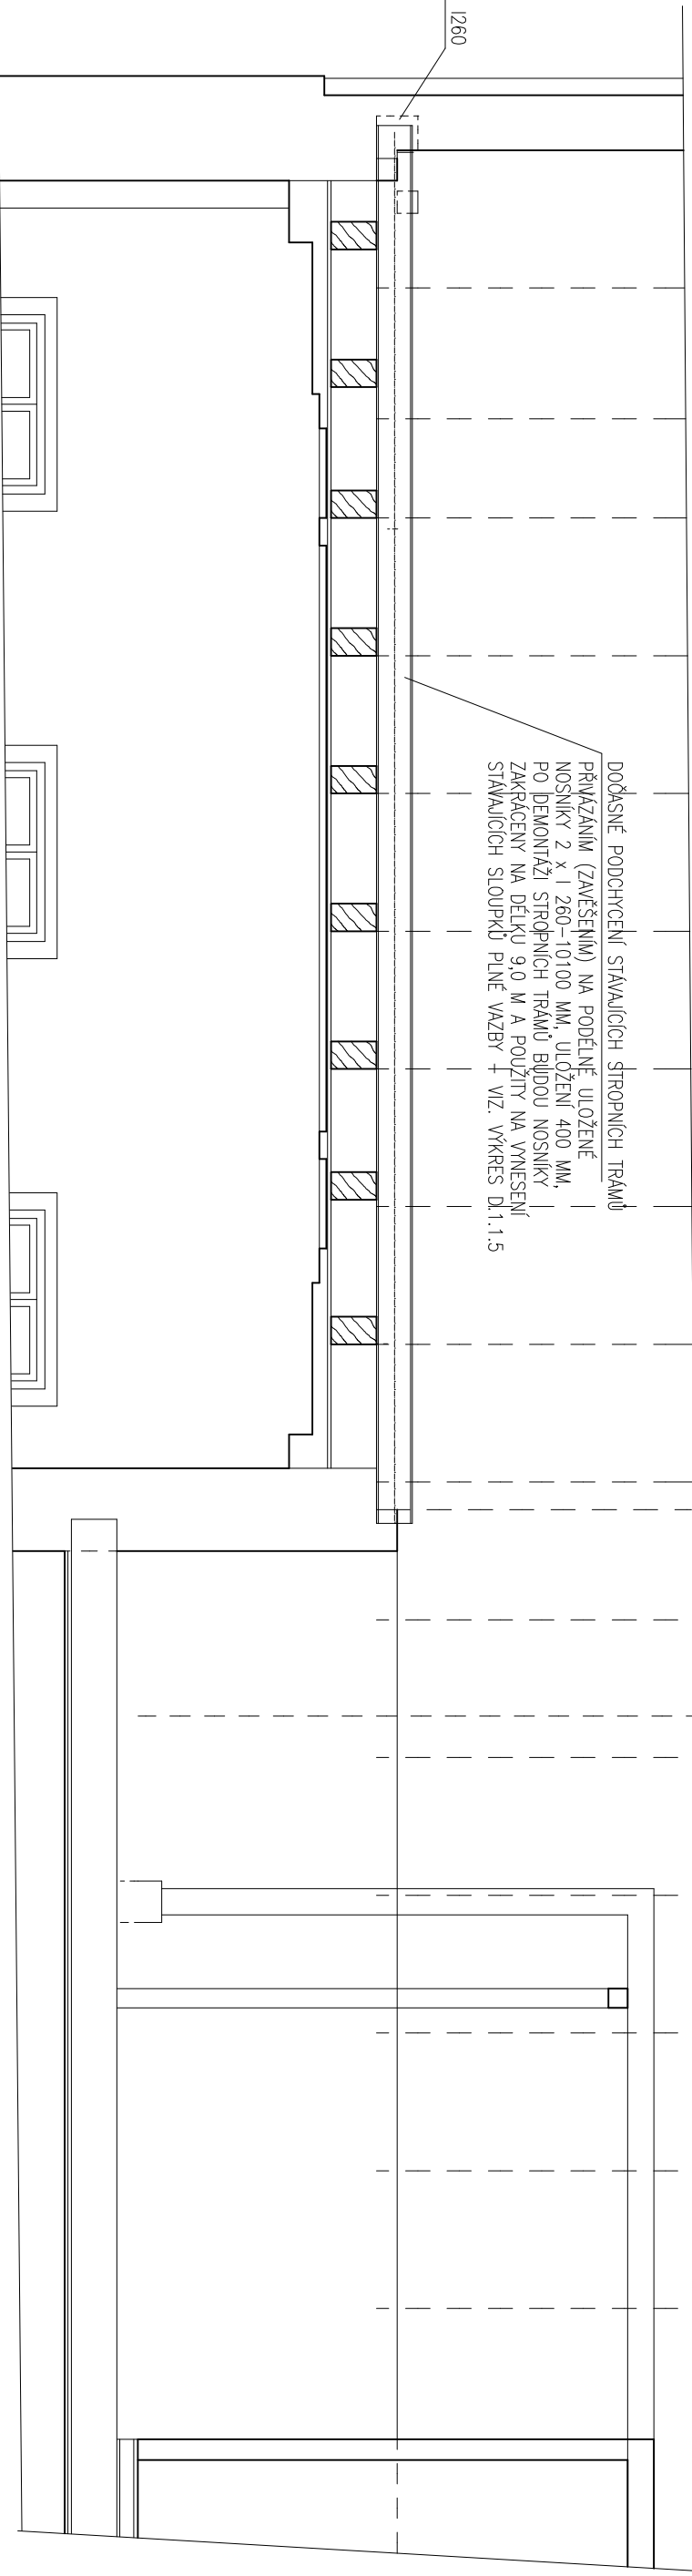 I260
DOČASNÉ PODCHYCENÍ STÁVAJÍCÍCH STROPNÍCH TRÁMŮ
PŘIVÁZÁNÍM (ZAVĚŠENÍM) NA PODÉLNĚ ULOŽENÉ
NOSNÍKY 2 x I 260-10100 MM, ULOŽENÍ 400 MM,
PO DEMONTÁŽI STROPNÍCH TRÁMŮ BUDOU NOSNÍKY
ZAKRÁCENY NA DÉLKU 9,0 M A POUŽITY NA VYNESENÍ
STÁVAJÍCÍCH SLOUPKŮ PLNÉ VAZBY - VIZ. VÝKRES D.1.1.5